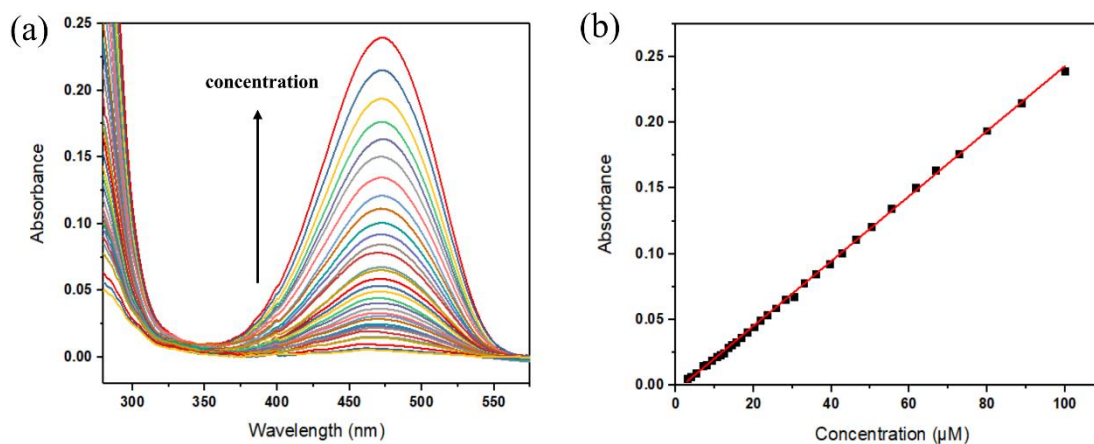 (a)
0.25
0.20
0.15
0.10
0.05
0.00
Absorbance
concentration
300 350 400 450 500 550
Wavelength (nm)
(b)
0.25
0.20
0.15
0.10
0.05
0.00
Absorbance
0 20 40 60 80 100
Concentration (µM)